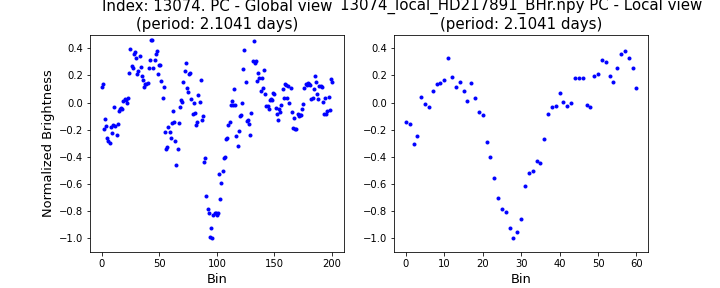 Index: 13074. PC - Global view
(period: 2.1041 days)
13074_local_HD217891_BHr.npy PC - Local view
(period: 2.1041 days)
Normalized Brightness
0.4
0.2
0.0
−0.2
−0.4
−0.6
−0.8
−1.0
0 50 100 150 200
Bin
0.4
0.2
0.0
−0.2
−0.4
−0.6
−0.8
−1.0
0 10 20 30 40 50 60
Bin